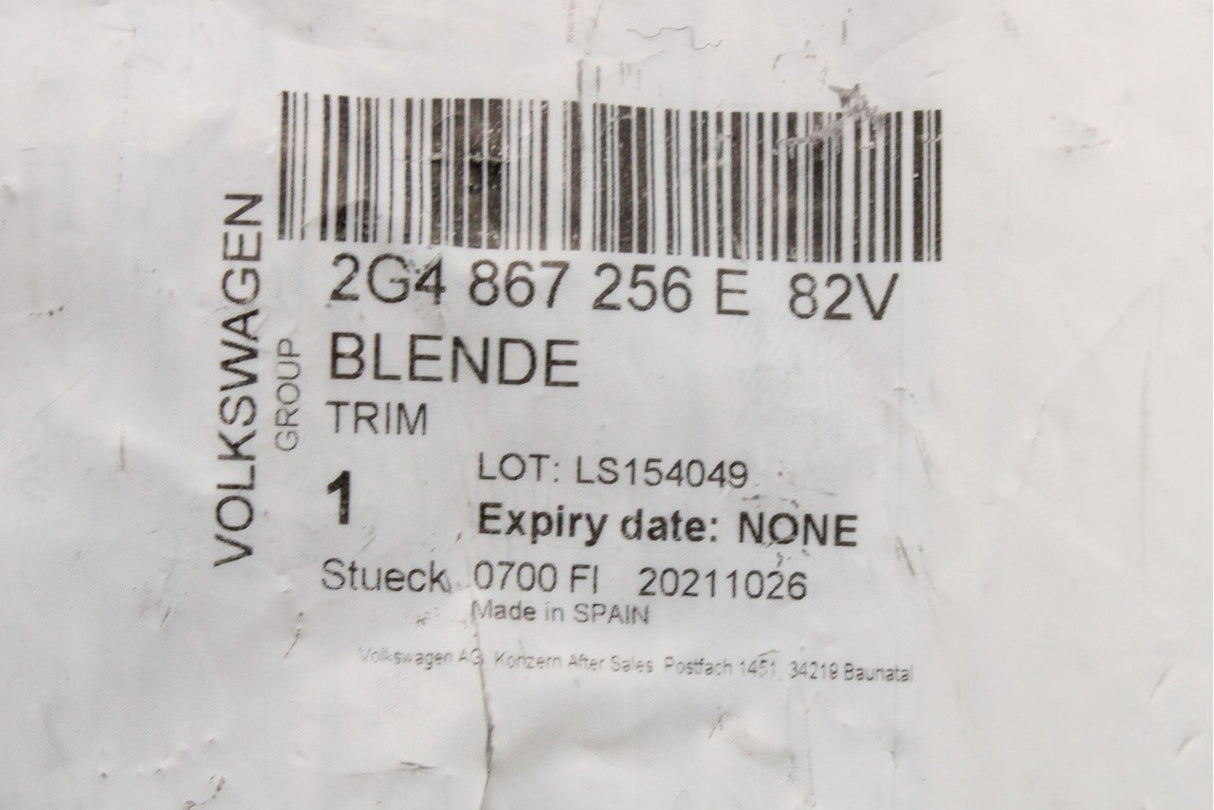 VOLKSWAGEN
GROUP
2G4 867 256 E 82V
BLENDE
TRIM
1
LOT: LS154049
Expiry date: NONE
Stueck 0700 FI 20211026
Made in SPAIN
Volkswagen AG, Konzern After Sales, Postfach 1451, 34219 Baunatal